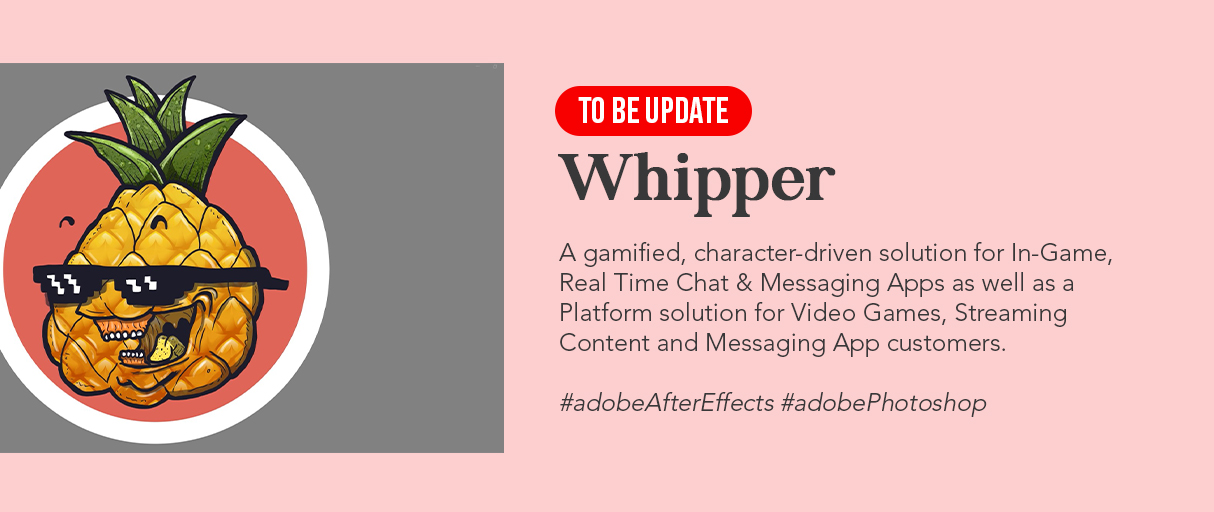 TO BE UPDATE
Whipper
A gamified, character-driven solution for In-Game,
Real Time Chat & Messaging Apps as well as a
Platform solution for Video Games, Streaming
Content and Messaging App customers.
#adobeAfterEffects #adobePhotoshop